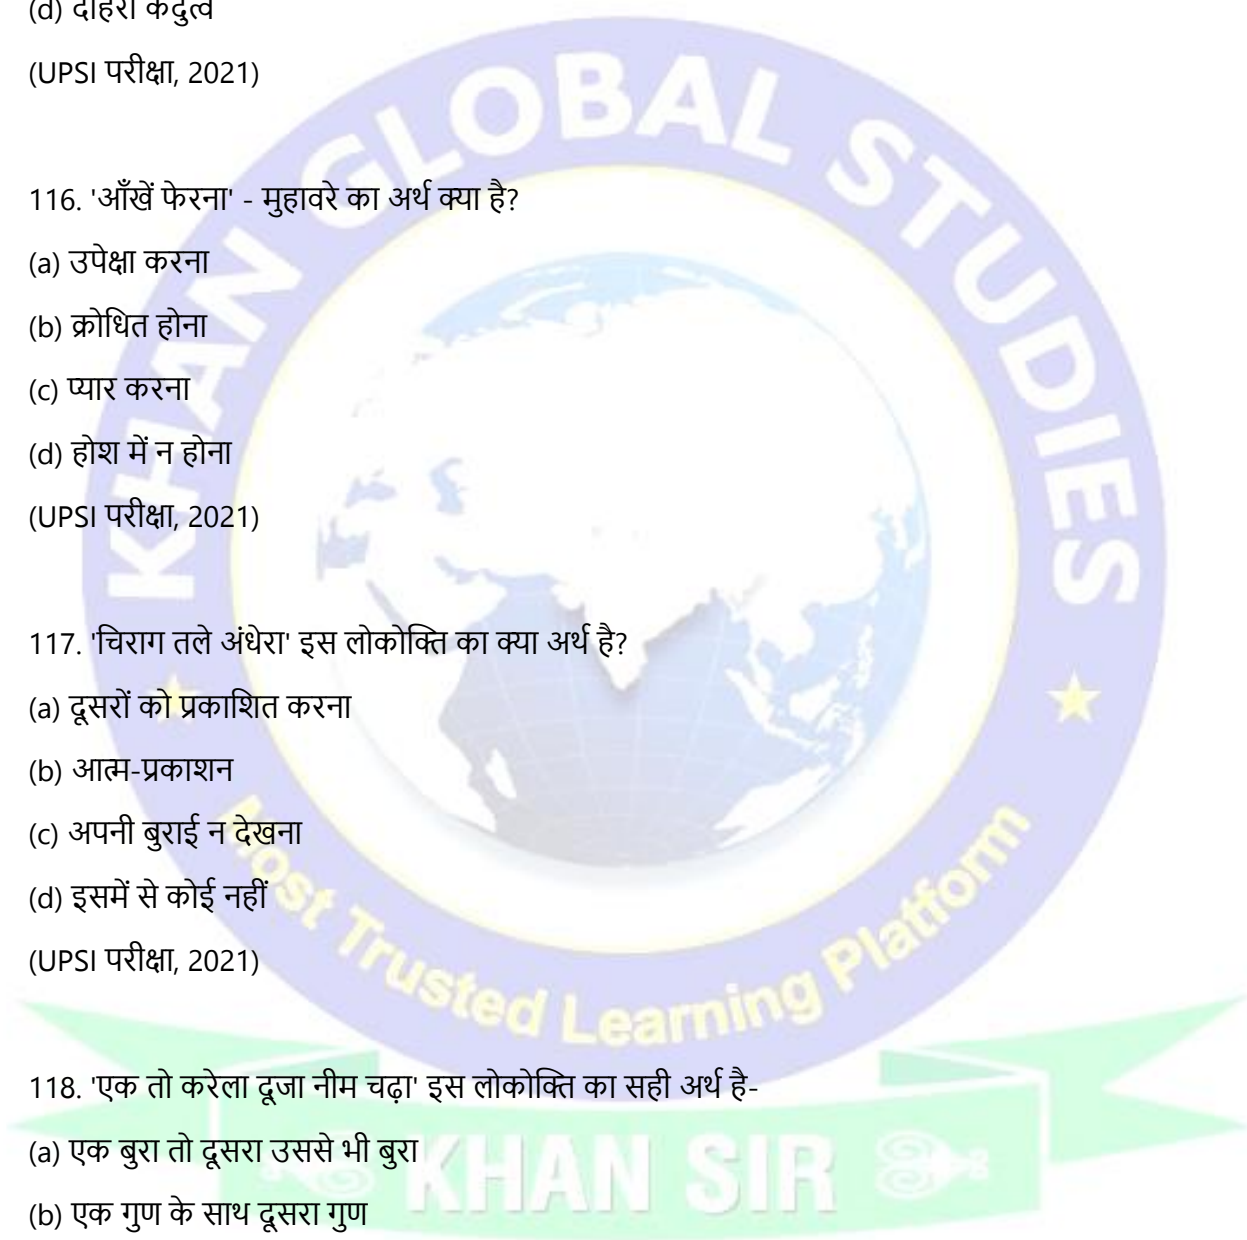 (d) दोहरा कटुत्व
(UPSI परीक्षा, 2021)
116. 'आँखें फेरना' - मुहावरे का अर्थ क्या है?
(a) उपेक्षा करना
(b) क्रोधित होना
(c) प्यार करना
(d) होश में न होना
(UPSI परीक्षा, 2021)
117. 'चिराग तले अंधेरा' इस लोकोक्ति का क्या अर्थ है?
(a) दूसरों को प्रकाशित करना
(b) आत्म-प्रकाशन
(c) अपनी बुराई न देखना
(d) इसमें से कोई नहीं
(UPSI परीक्षा, 2021)
118. 'एक तो करेला दूजा नीम चढ़ा' इस लोकोक्ति का सही अर्थ है-
(a) एक बुरा तो दूसरा उससे भी बुरा
(b) एक गुण के साथ दूसरा गुण
KHAN GLOBAL STUDIES
Most Trusted Learning Platform
KHAN SIR